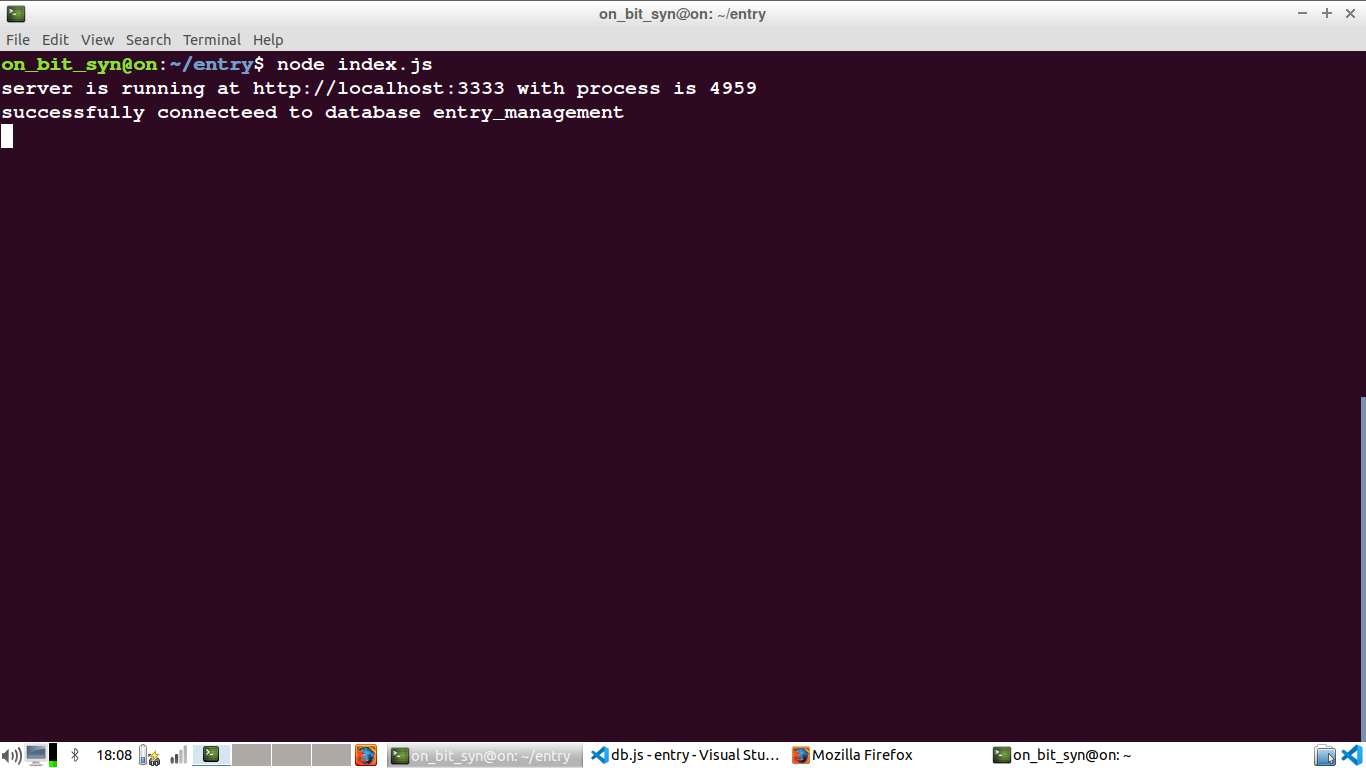 on_bit_syn@on: ~/entry
File Edit View Search Terminal Help
on_bit_syn@on:~/entry$ node index.js
server is running at http://localhost:3333 with process is 4959
successfully connecteed to database entry_management
18:08 on_bit_syn@on: ~/entry db.js - entry - Visual Stu... Mozilla Firefox on_bit_syn@on: ~